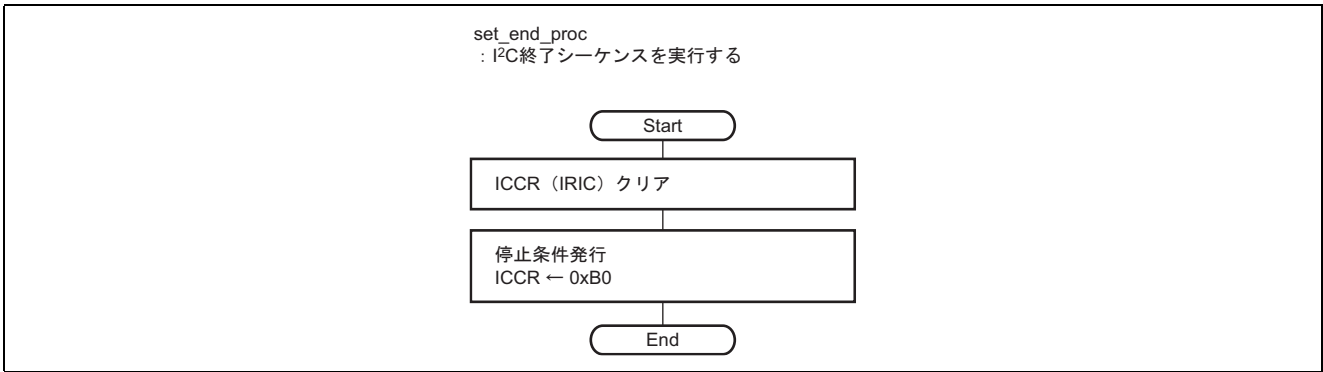 set_end_proc
：I²C終了シーケンスを実行する
Start
ICCR（IRIC）クリア
停止条件発行
ICCR ← 0xB0
End